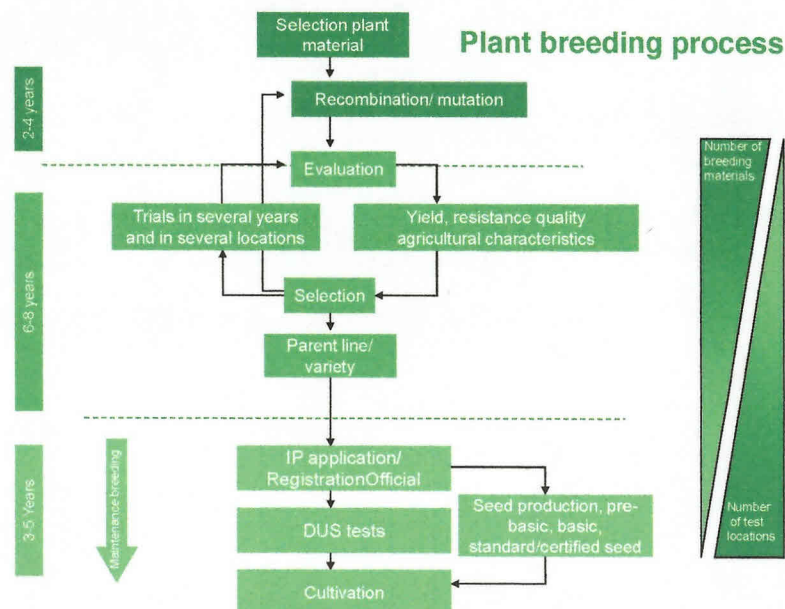 Plant breeding process
Selection plant
material
Recombination/ mutation
2-4 years
Evaluation
Number of
breeding
materials
Trials in several years
and in several locations
Yield, resistance quality
agricultural characteristics
6-8 years
Selection
Parent line/
variety
3-5 Years
Maintenance breeding
IP application/
RegistrationOfficial
DUS tests
Seed production, pre-
basic, basic,
standard/certified seed
Cultivation
Number
of test
locations